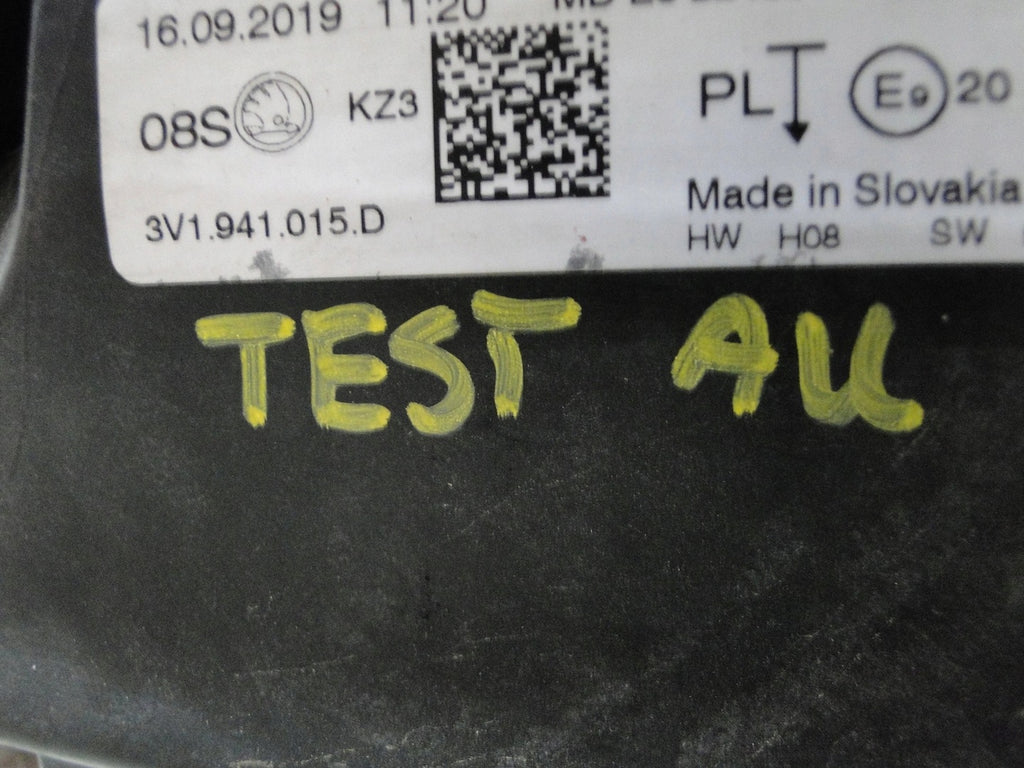 16.09.2019 11:20
08S KZ3
PL E9 20
3V1.941.015.D
Made in Slovakia
HW H08 SW
TEST AU